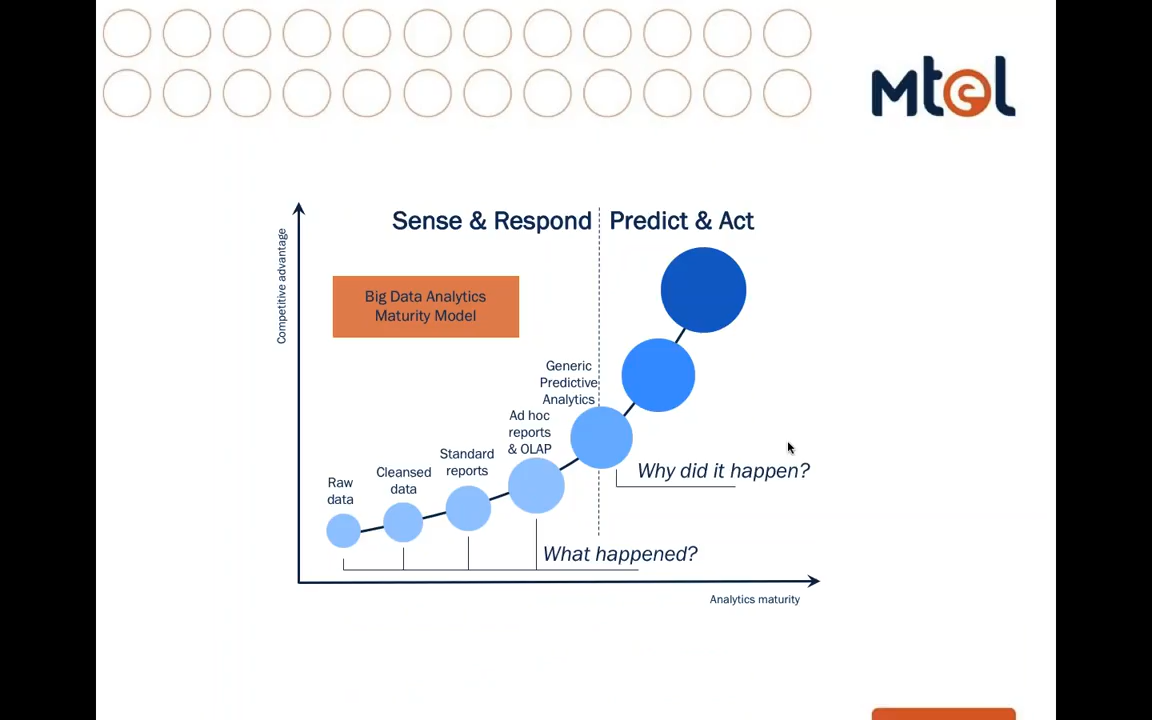 Mtel
Sense & Respond
Predict & Act
Competitive advantage
Big Data Analytics
Maturity Model
Generic
Predictive
Analytics
Ad hoc
reports
& OLAP
Standard
reports
Cleansed
data
Raw
data
Why did it happen?
What happened?
Analytics maturity